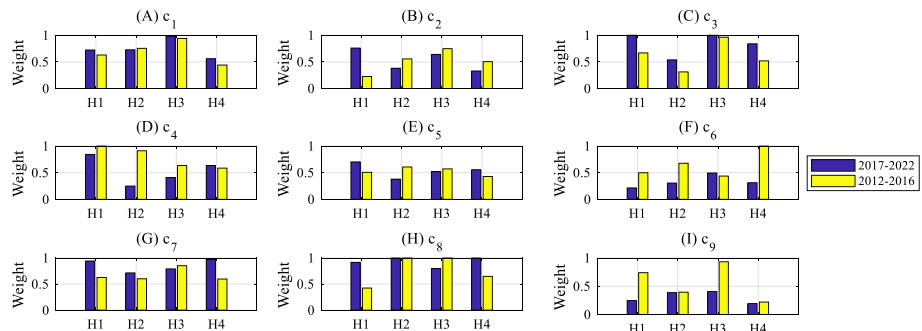 (A) c1
(B) c2
(C) c3
Weight
1
0.5
0
H1 H2 H3 H4
Weight
1
0.5
0
H1 H2 H3 H4
Weight
1
0.5
0
H1 H2 H3 H4
(D) c4
(E) c5
(F) c6
Weight
1
0.5
0
H1 H2 H3 H4
Weight
1
0.5
0
H1 H2 H3 H4
Weight
1
0.5
0
H1 H2 H3 H4
2017-2022
2012-2016
(G) c7
(H) c8
(I) c9
Weight
1
0.5
0
H1 H2 H3 H4
Weight
1
0.5
0
H1 H2 H3 H4
Weight
1
0.5
0
H1 H2 H3 H4